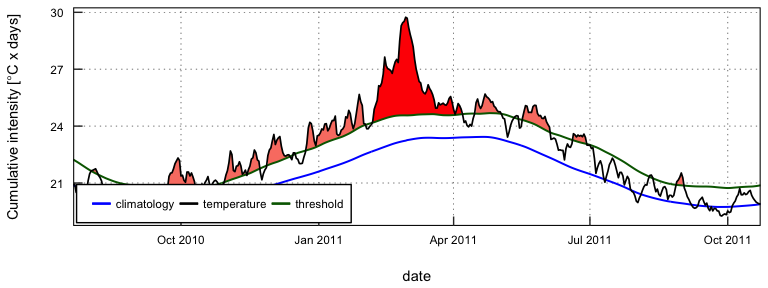 Cumulative intensity [°C x days]
30
27
24
21
climatology temperature threshold
Oct 2010 Jan 2011 Apr 2011 Jul 2011 Oct 2011
date